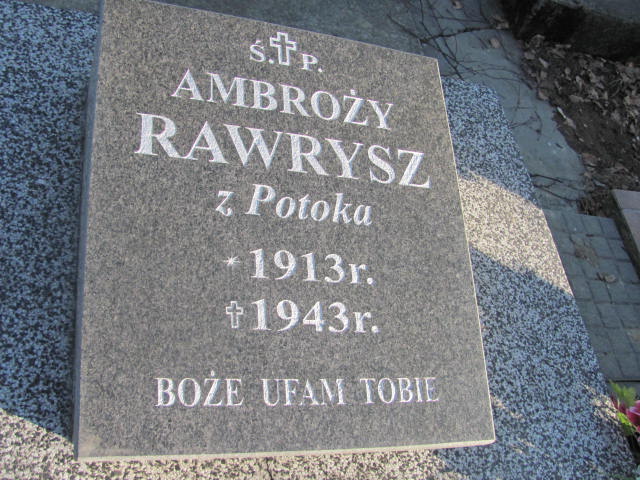 Ś.✝P.
AMBROŻY
RAWRYSZ
z Potoka
* 1913r.
✝1943r.
BOŻE UFAM TOBIE